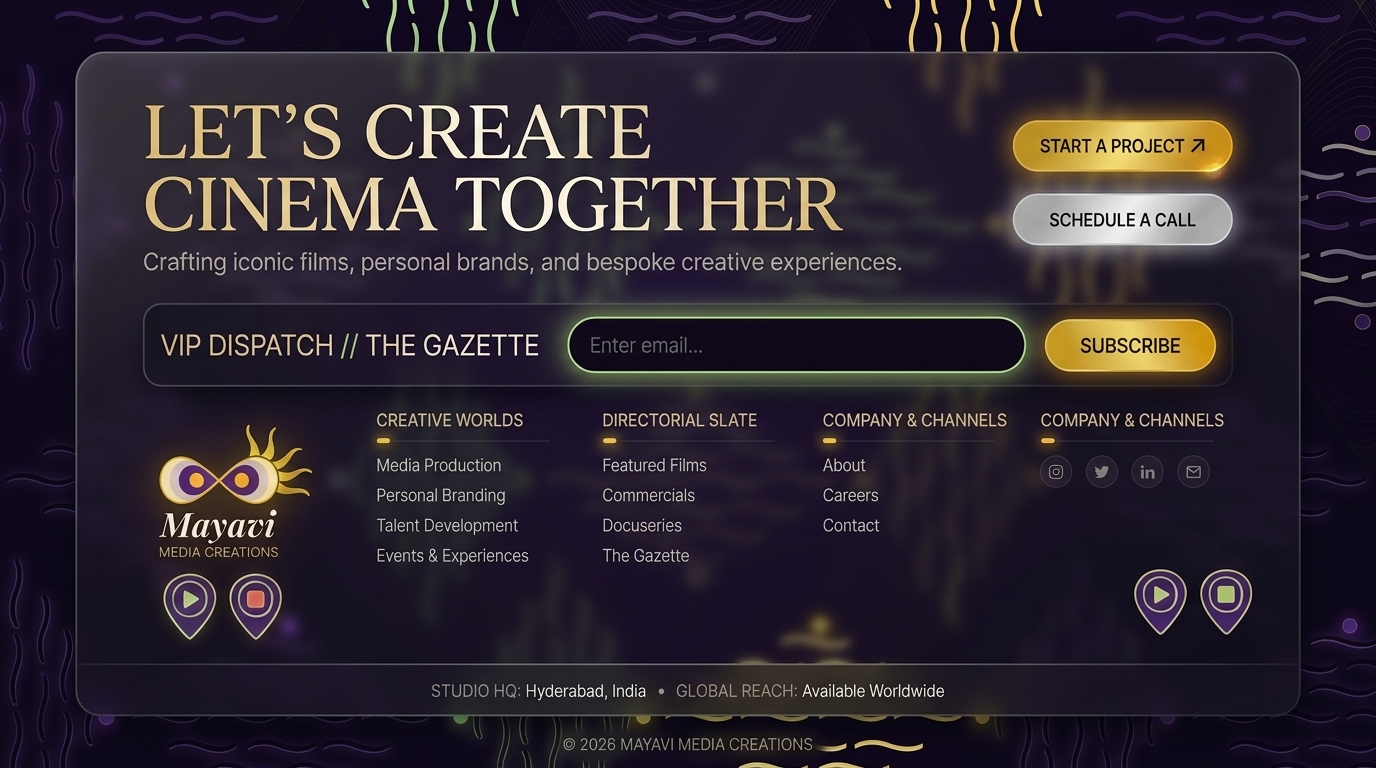 LET’S CREATE
CINEMA TOGETHER
Crafting iconic films, personal brands, and bespoke creative experiences.
START A PROJECT ↗
SCHEDULE A CALL
VIP DISPATCH // THE GAZETTE
Enter email...
SUBSCRIBE
Mayavi
MEDIA CREATIONS
CREATIVE WORLDS
Media Production
Personal Branding
Talent Development
Events & Experiences
DIRECTORIAL SLATE
Featured Films
Commercials
Docuseries
The Gazette
COMPANY & CHANNELS
About
Careers
Contact
COMPANY & CHANNELS
in
STUDIO HQ: Hyderabad, India • GLOBAL REACH: Available Worldwide
© 2026 MAYAVI MEDIA CREATIONS